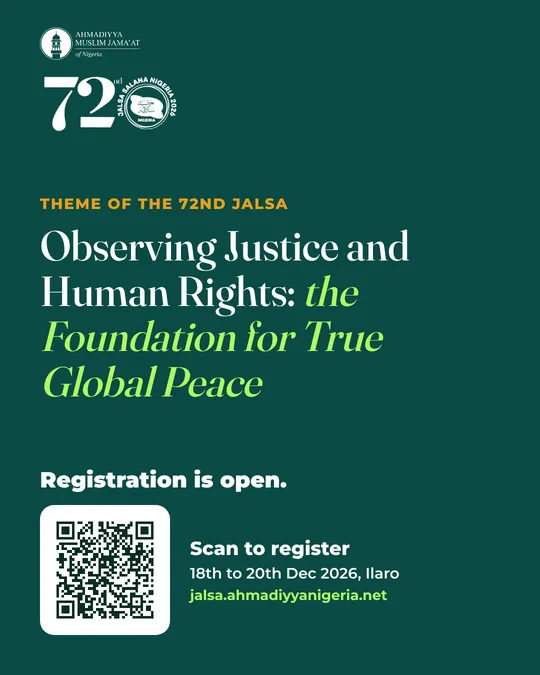 AHMADIYYA
MUSLIM JAMA'AT
of Nigeria
72nd
JALSA SALANA NIGERIA 2026
NIGERIA
THEME OF THE 72ND JALSA
Observing Justice and
Human Rights: the
Foundation for True
Global Peace
Registration is open.
Scan to register
18th to 20th Dec 2026, Ilaro
jalsa.ahmadiyyanigeria.net